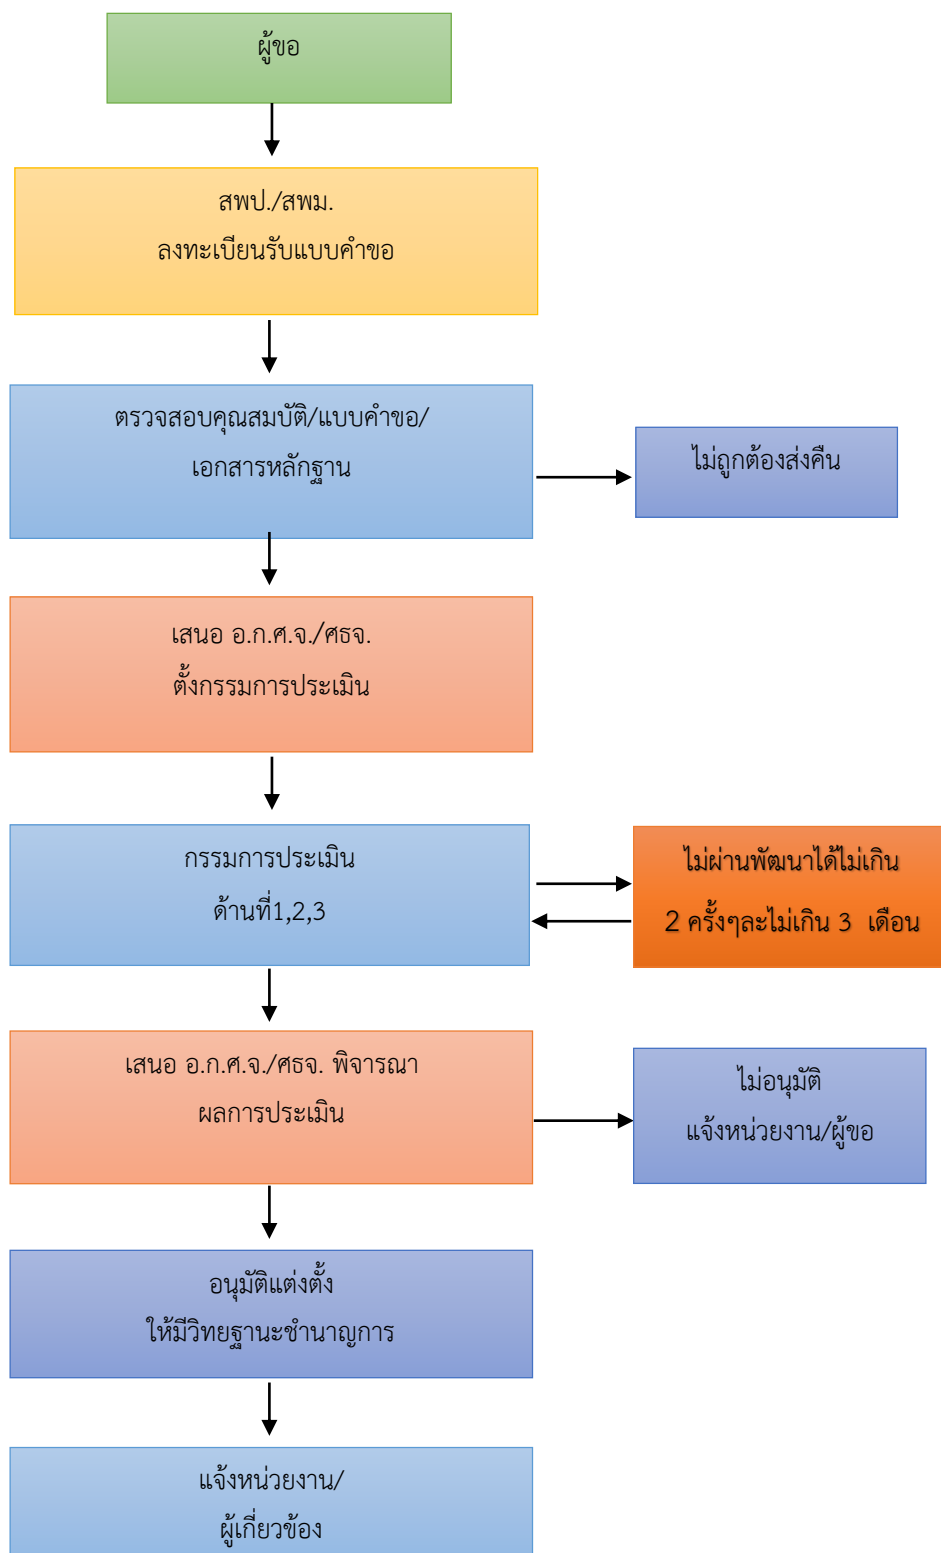 ผู้ขอ
สพป./สพม.
ลงทะเบียนรับแบบคำขอ
ตรวจสอบคุณสมบัติ/แบบคำขอ/
เอกสารหลักฐาน
ไม่ถูกต้องส่งคืน
เสนอ อ.ก.ศ.จ./ศธจ.
ตั้งกรรมการประเมิน
กรรมการประเมิน
ด้านที่1,2,3
ไม่ผ่านพัฒนาได้ไม่เกิน
2 ครั้งๆละไม่เกิน 3 เดือน
เสนอ อ.ก.ศ.จ./ศธจ. พิจารณา
ผลการประเมิน
ไม่อนุมัติ
แจ้งหน่วยงาน/ผู้ขอ
อนุมัติแต่งตั้ง
ให้มีวิทยฐานะชำนาญการ
แจ้งหน่วยงาน/
ผู้เกี่ยวข้อง